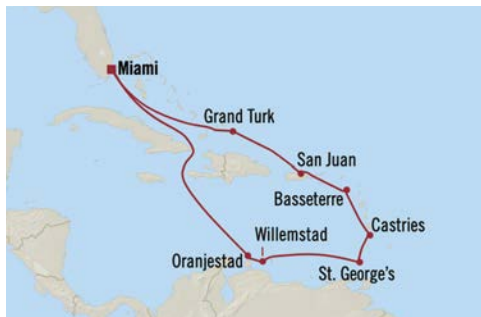 Miami
Grand Turk
San Juan
Basseterre
Castries
Willemstad
Oranjestad
St. George's